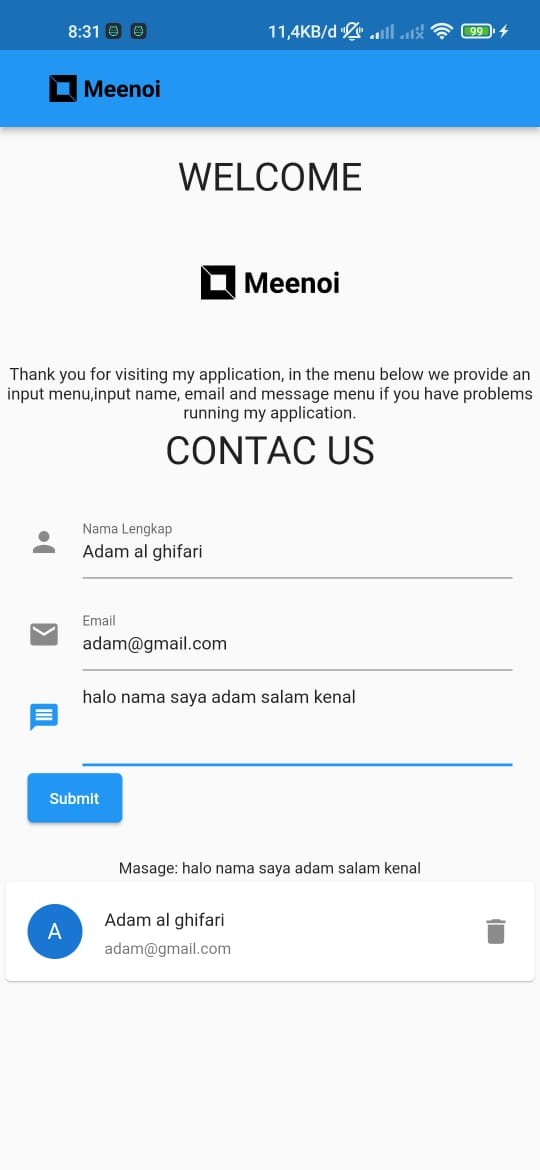 8:31 11,4KB/d 99
Meenoi
WELCOME
Meenoi
Thank you for visiting my application, in the menu below we provide an
input menu,input name, email and message menu if you have problems
running my application.
CONTAC US
Nama Lengkap
Adam al ghifari
Email
adam@gmail.com
halo nama saya adam salam kenal
Submit
Masage: halo nama saya adam salam kenal
A
Adam al ghifari
adam@gmail.com